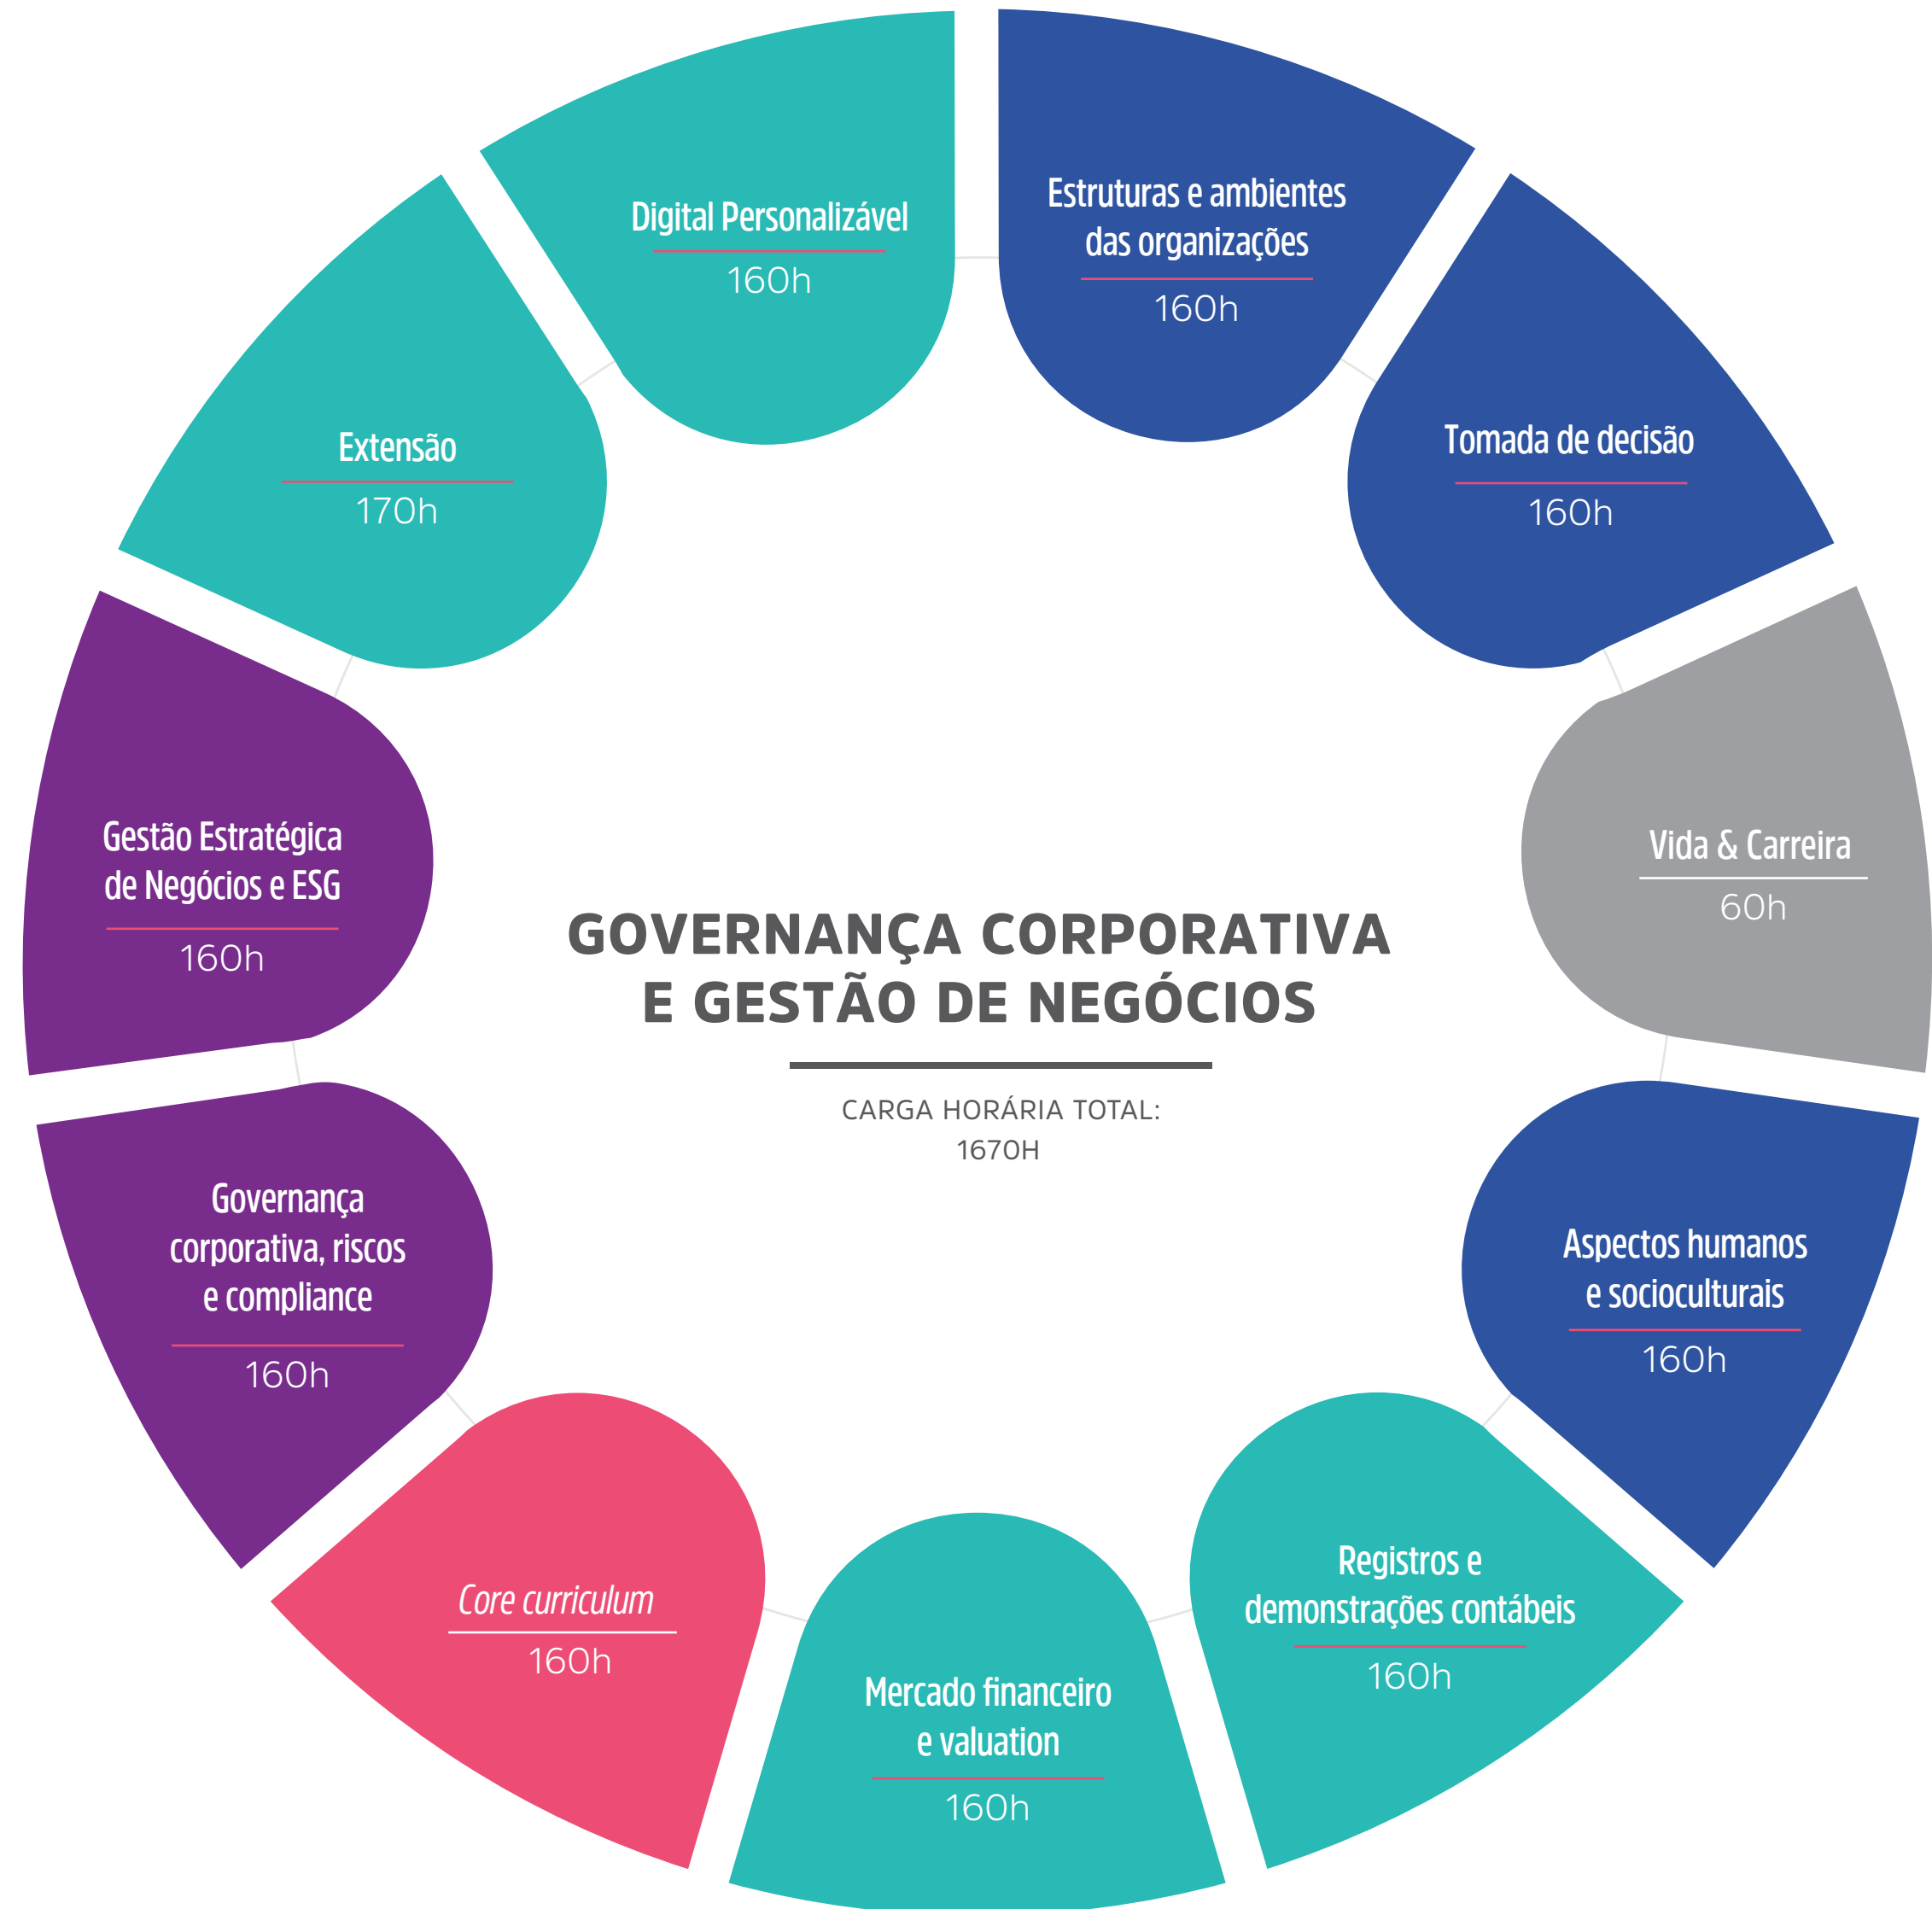 Digital Personalizável
160h
Estruturas e ambientes
das organizações
160h
Tomada de decisão
160h
Vida & Carreira
60h
Aspectos humanos
e socioculturais
160h
Registros e
demonstrações contábeis
160h
Mercado financeiro
e valuation
160h
Core curriculum
160h
Governança
corporativa, riscos
e compliance
160h
Gestão Estratégica
de Negócios e ESG
160h
Extensão
170h
GOVERNANÇA CORPORATIVA
E GESTÃO DE NEGÓCIOS
CARGA HORÁRIA TOTAL:
1670H